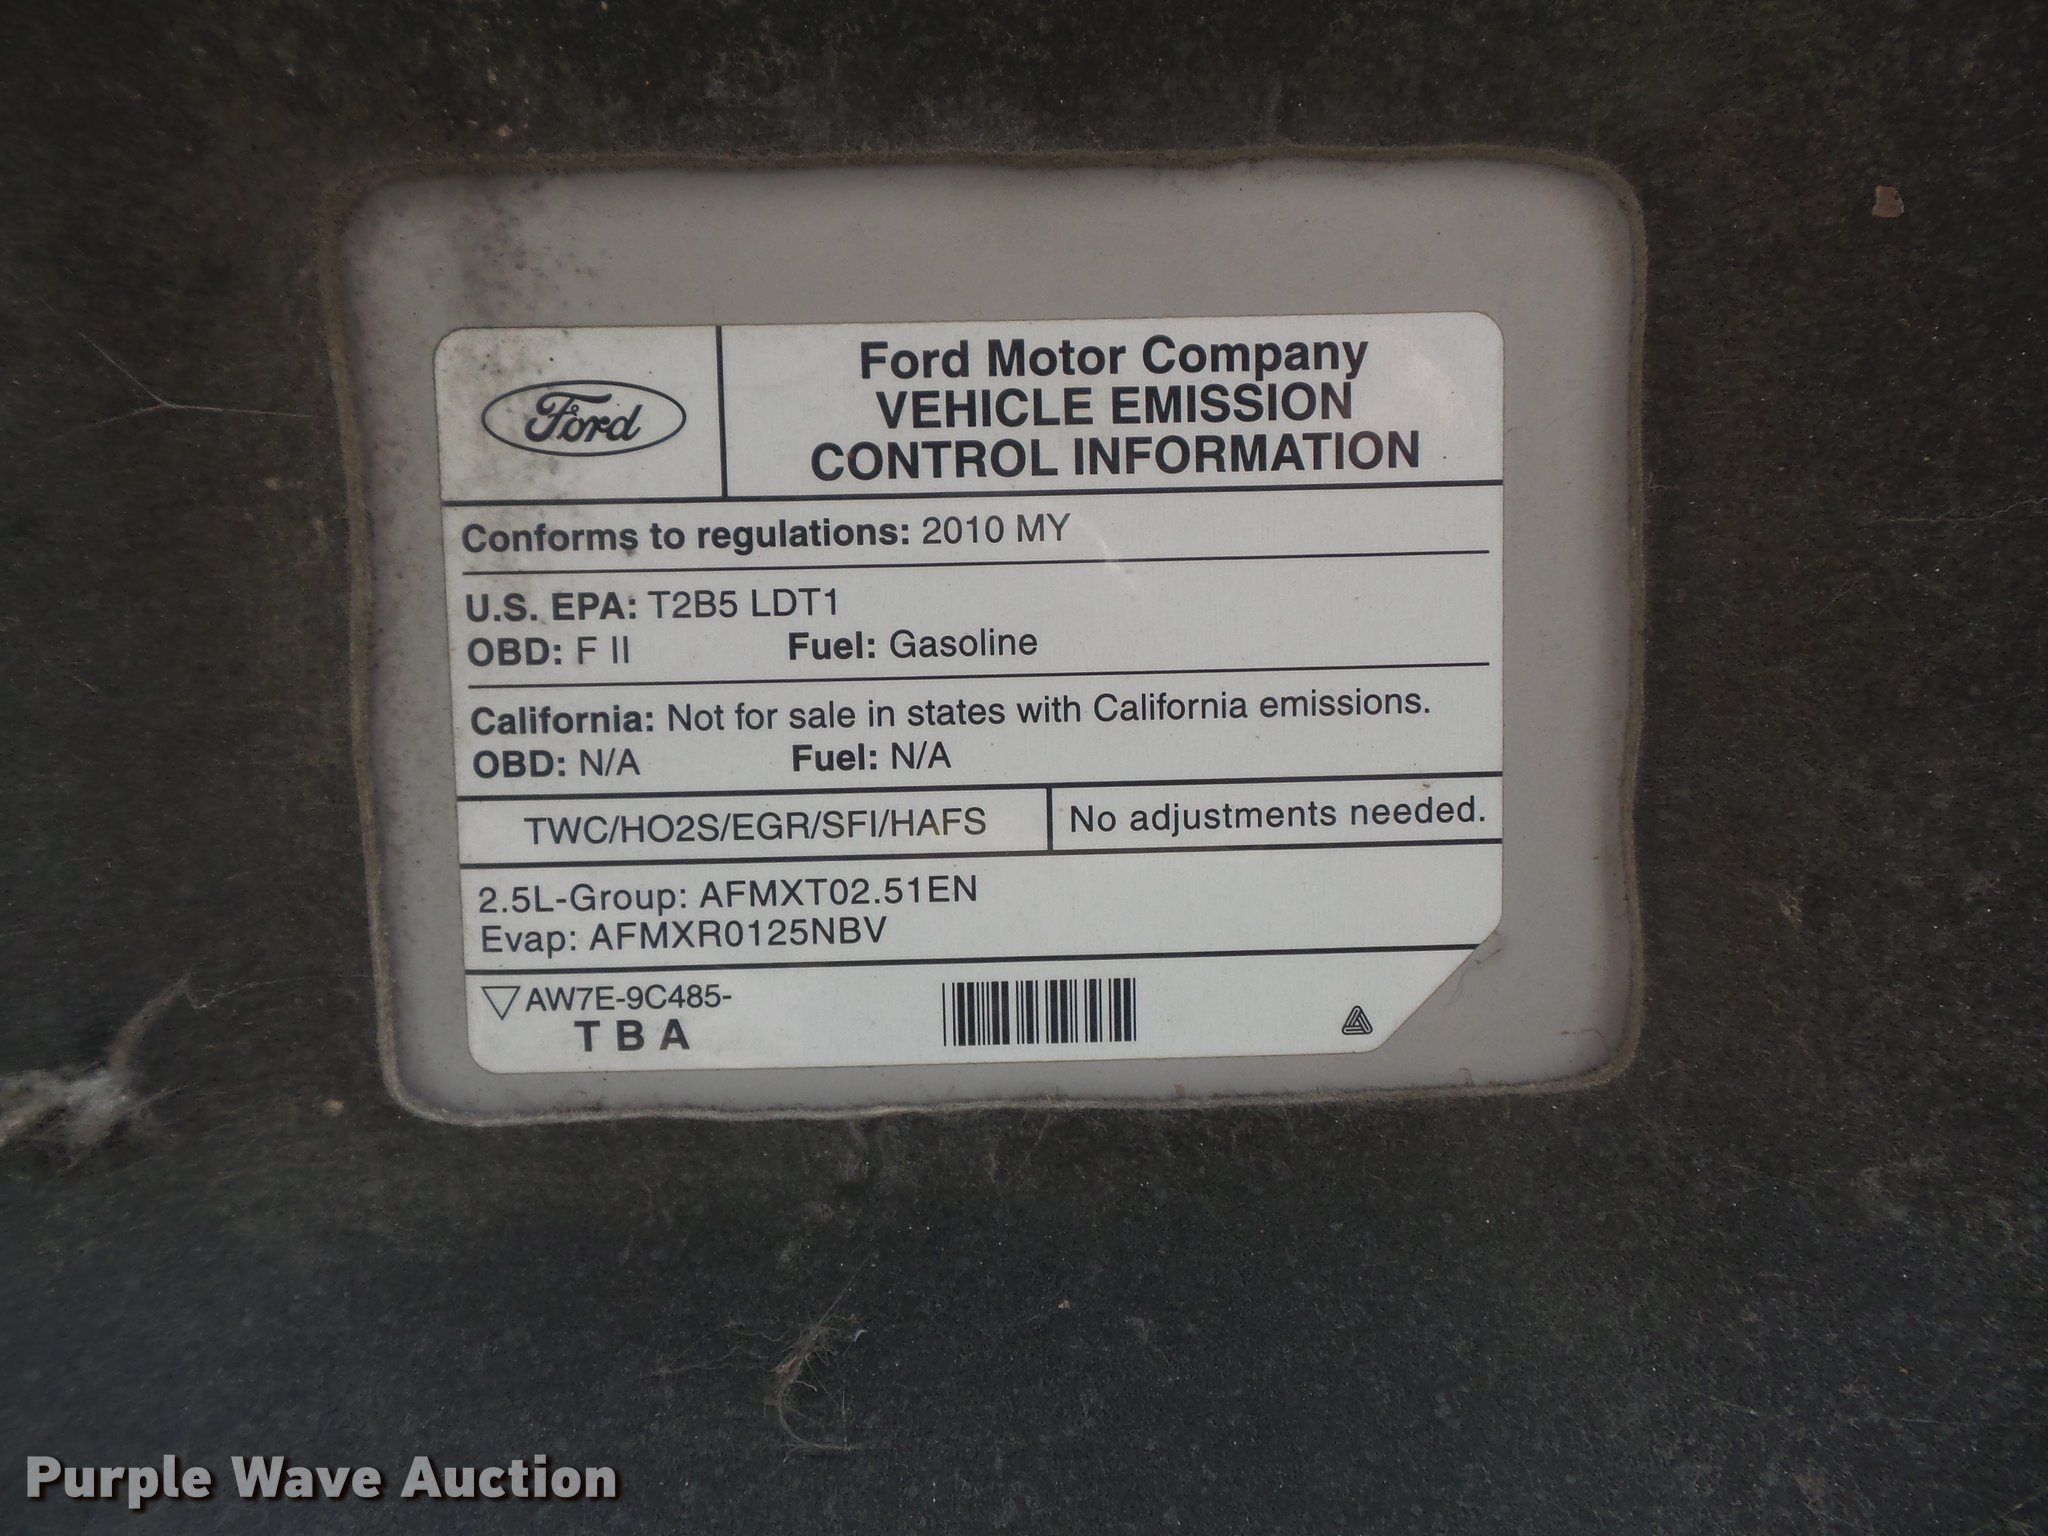 Ford
Ford Motor Company
VEHICLE EMISSION
CONTROL INFORMATION
Conforms to regulations: 2010 MY
U.S. EPA: T2B5 LDT1
OBD: F II Fuel: Gasoline
California: Not for sale in states with California emissions.
OBD: N/A Fuel: N/A
TWC/HO2S/EGR/SFI/HAFS
No adjustments needed.
2.5L-Group: AFMXT02.51EN
Evap: AFMXR0125NBV
AW7E-9C485-
TBA
Purple Wave Auction